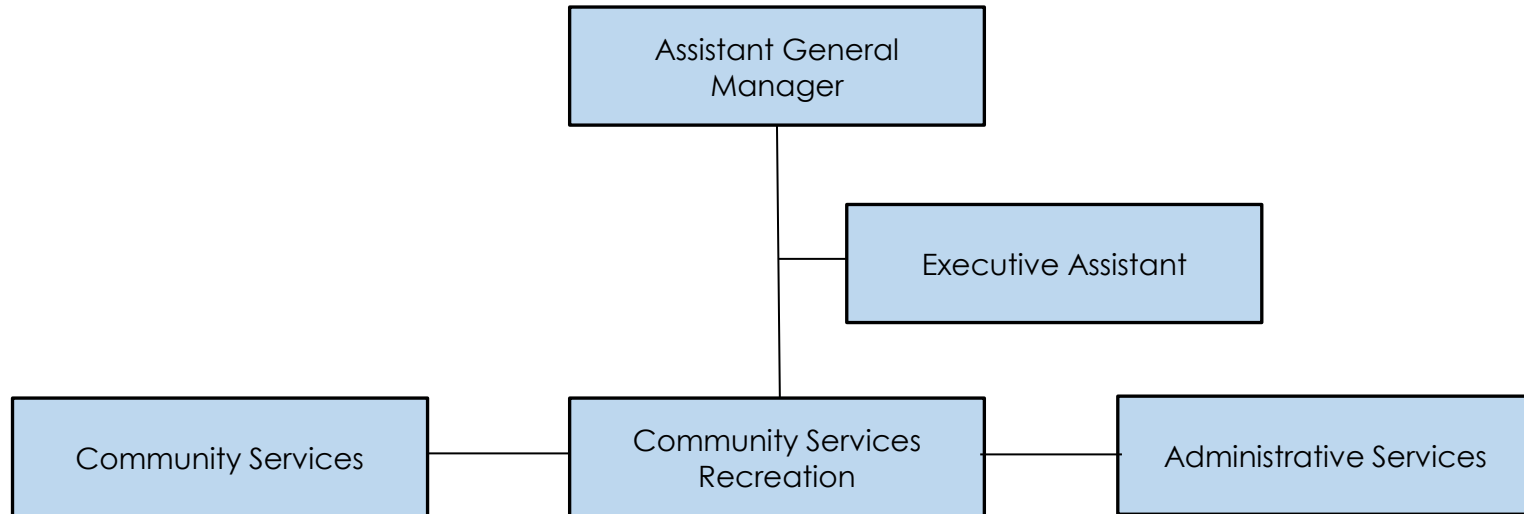 Assistant General
Manager
Executive Assistant
Community Services
Community Services
Recreation
Administrative Services